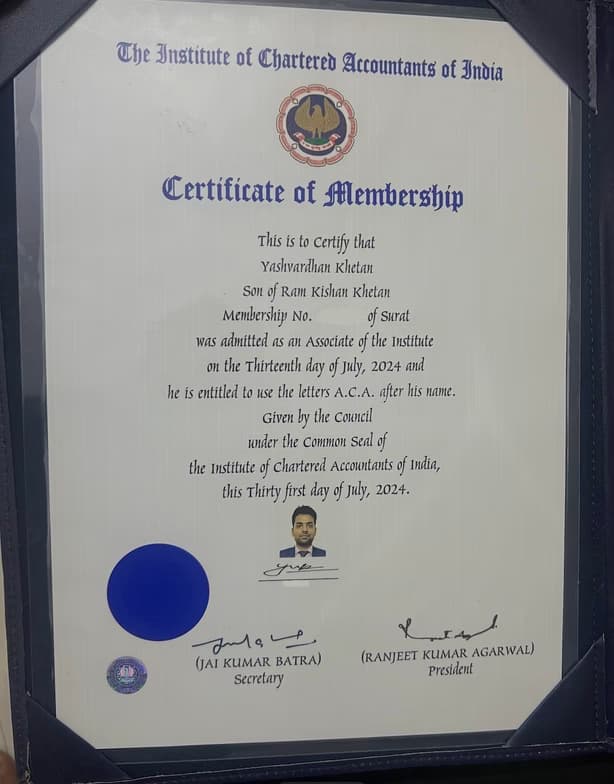 The Institute of Chartered Accountants of India
Certificate of Membership
This is to Certify that
Yashvardhan Khetan
Son of Ram Kishan Khetan
Membership No. of Surat
was admitted as an Associate of the Institute
on the Thirteenth day of July, 2024 and
he is entitled to use the letters A.C.A. after his name.
Given by the Council
under the Common Seal of
the Institute of Chartered Accountants of India,
this Thirty first day of July, 2024.
(JAI KUMAR BATRA)
Secretary
(RANJEET KUMAR AGARWAL)
President